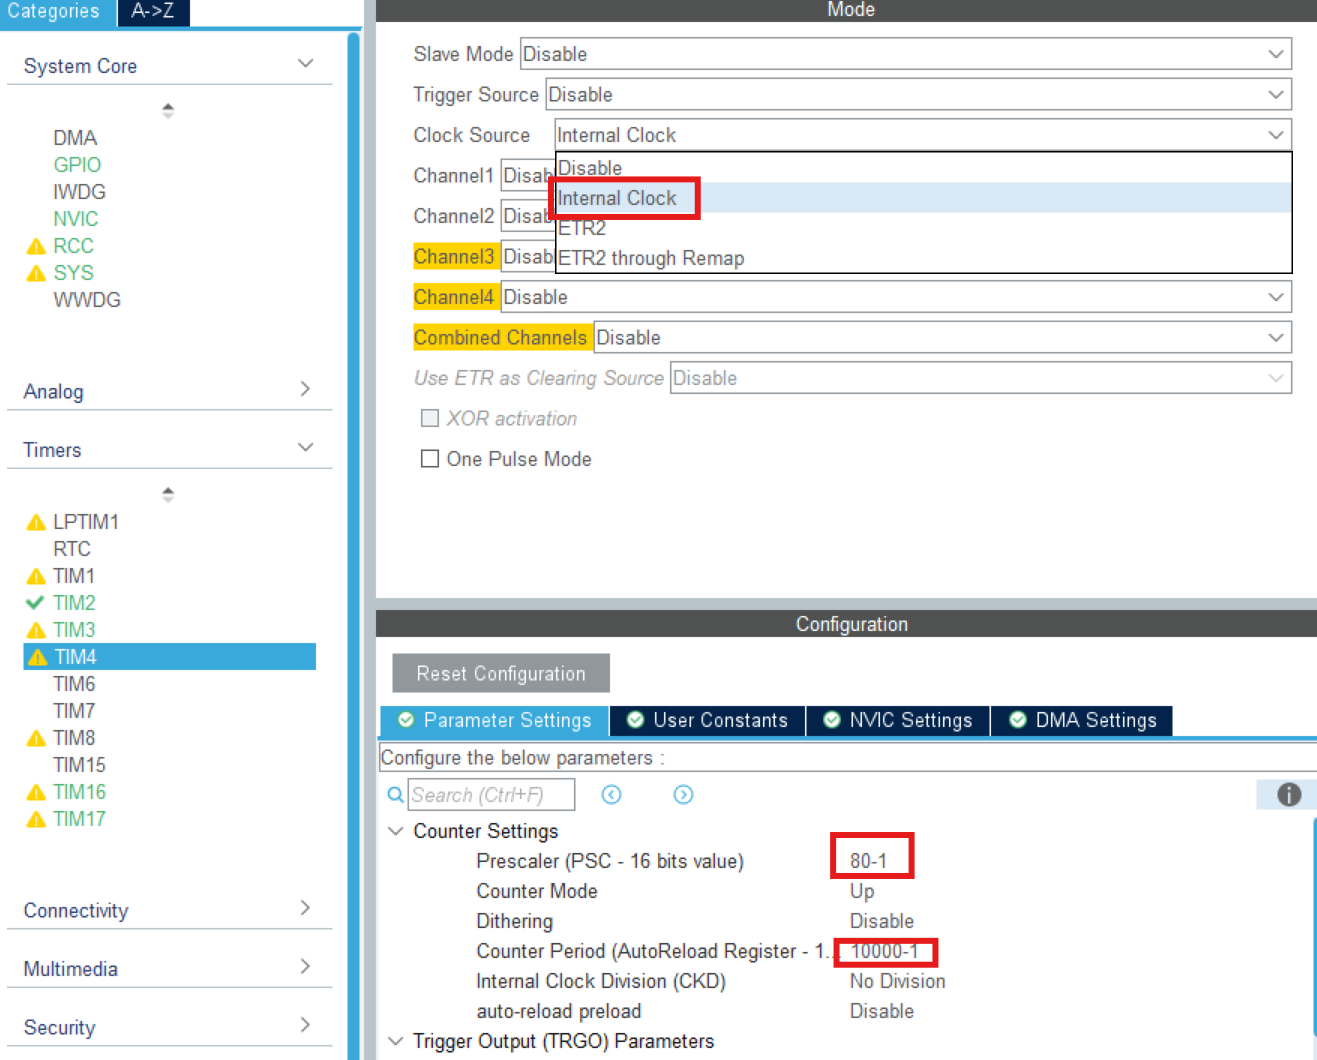 Categories
A->Z
System Core
DMA
GPIO
IWDG
NVIC
RCC
SYS
WWDG
Analog
Timers
LPTIM1
RTC
TIM1
TIM2
TIM3
TIM4
TIM6
TIM7
TIM8
TIM15
TIM16
TIM17
Connectivity
Multimedia
Security
Mode
Slave Mode Disable
Trigger Source Disable
Clock Source Internal Clock
Disable
Internal Clock
ETR2
ETR2 through Remap
Channel1 Disab
Channel2 Disab
Channel3 Disabl
Channel4 Disable
Combined Channels Disable
Use ETR as Clearing Source Disable
XOR activation
One Pulse Mode
Configuration
Reset Configuration
Parameter Settings
User Constants
NVIC Settings
DMA Settings
Configure the below parameters :
Search (Ctrl+F)
Counter Settings
Prescaler (PSC - 16 bits value) 80-1
Counter Mode Up
Dithering Disable
Counter Period (AutoReload Register - 1... 10000-1
Internal Clock Division (CKD) No Division
auto-reload preload Disable
Trigger Output (TRGO) Parameters